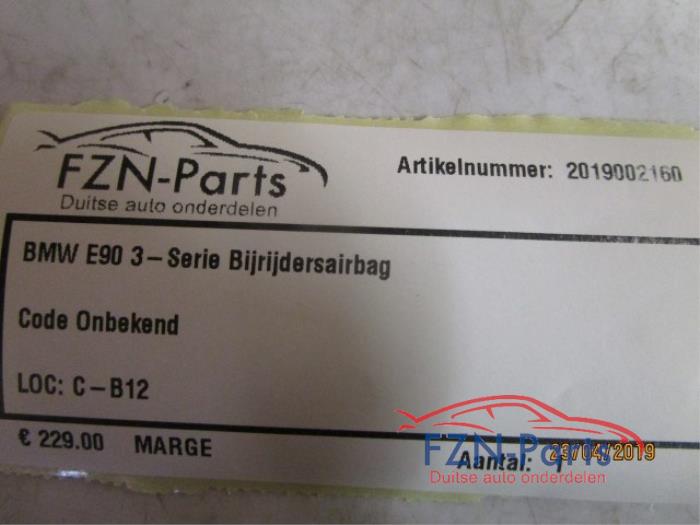 FZN-Parts
Duitse auto onderdelen
Artikelnummer: 2019002160
BMW E90 3-Serie Bijrijdersairbag
Code Onbekend
LOC: C-B12
€ 229.00 MARGE
Aantal:
23/04/2019
FZN-Parts
Duitse auto onderdelen